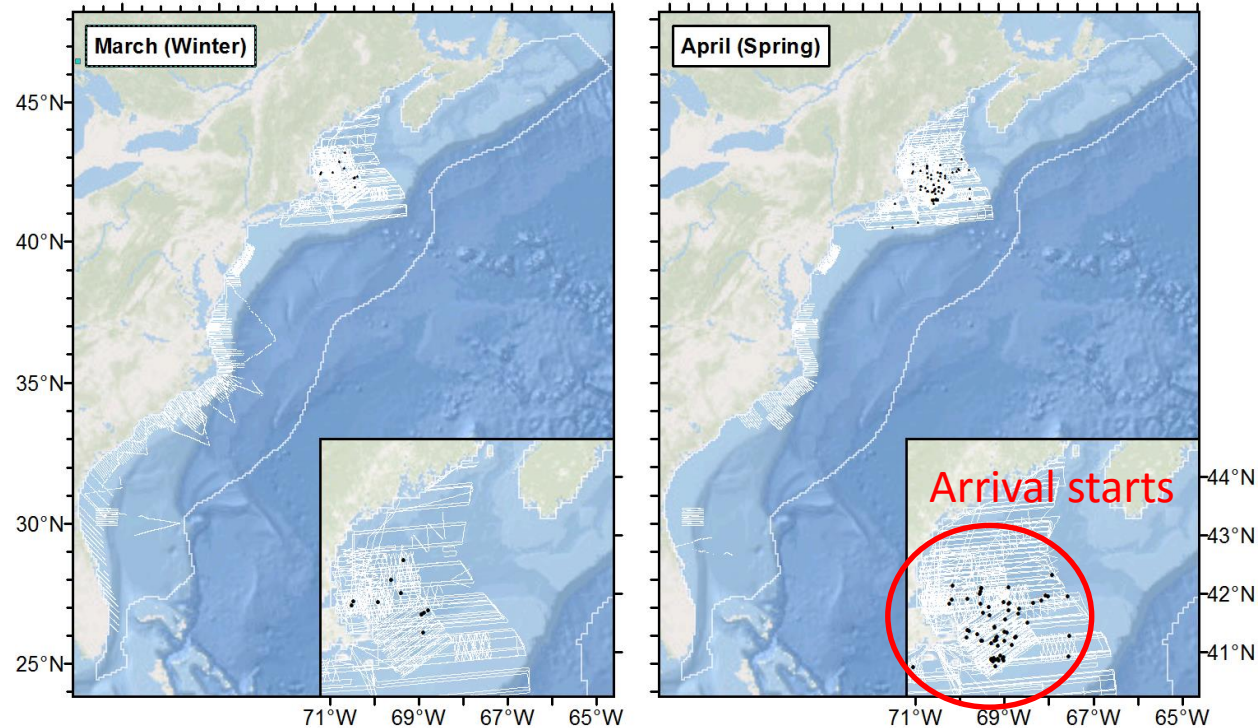 March (Winter)
April (Spring)
45°N
40°N
35°N
30°N
25°N
Arrival starts
44°N
43°N
42°N
41°N
71°W 69°W 67°W 65°W
71°W 69°W 67°W 65°W